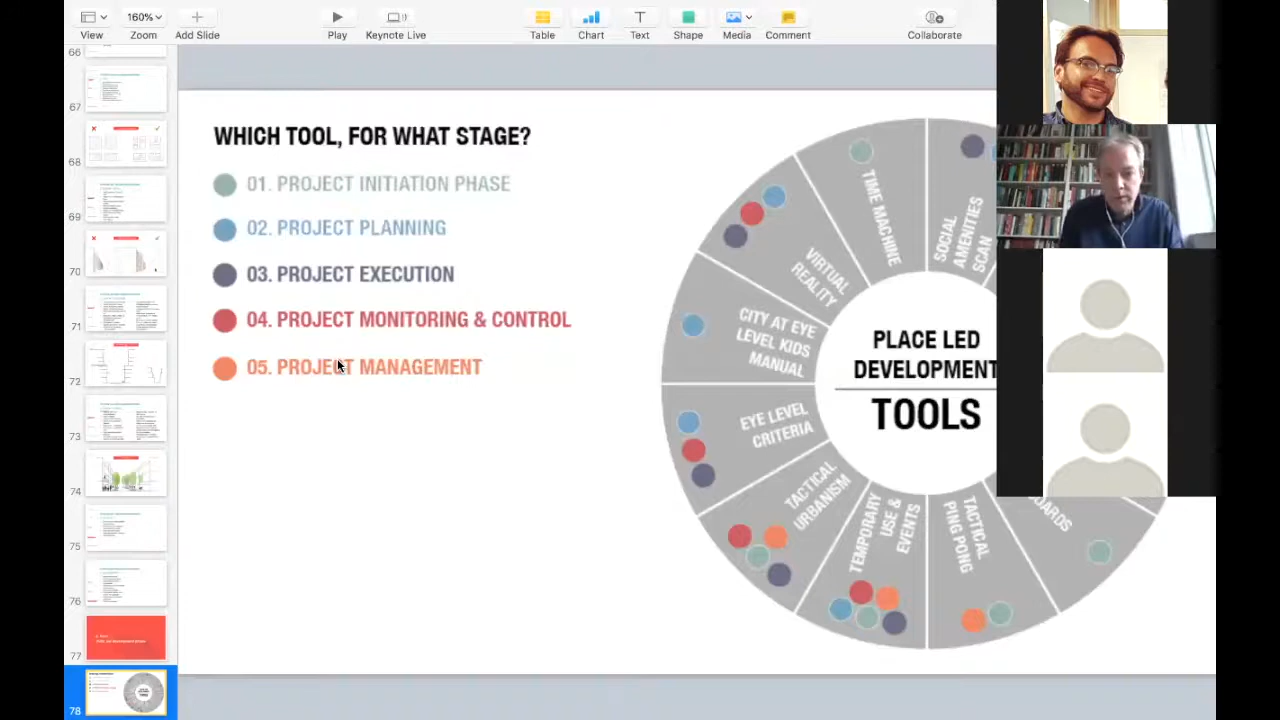 160%
View
Zoom
Add Slide
Play
Keynote Live
Table
Chart
Text
Shape
Media
Comment
Collaborate
66
67
68
69
70
71
72
73
74
75
76
77
78
WHICH TOOL, FOR WHAT STAGE?
01. PROJECT INITIATION PHASE
02. PROJECT PLANNING
03. PROJECT EXECUTION
04. PROJECT MONITORING & CONTROL
05. PROJECT MANAGEMENT
TIME MACHINE
SOCIAL
AMENITIES
SCAN
VIRTUAL
REALITY
CITY AT EYE
LEVEL KIDS
MANUAL
EYE LEVEL
CRITERIA
TACTICAL
TEMPORARY
USE &
EVENTS
TACTICAL
PING PONG
PLACE LED
DEVELOPMENT
TOOLS